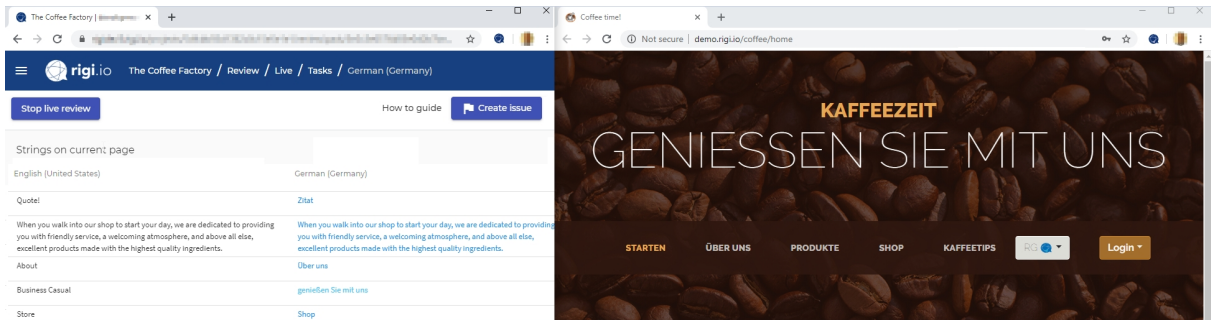 The Coffee Factory |
rigi.io
The Coffee Factory / Review / Live / Tasks / German (Germany)
Stop live review
How to guide
Create issue
Strings on current page
English (United States)
German (Germany)
Quote!
Zitat
When you walk into our shop to start your day, we are dedicated to providing
you with friendly service, a welcoming atmosphere, and above all else,
excellent products made with the highest quality ingredients.
When you walk into our shop to start your day, we are dedicated to providing
you with friendly service, a welcoming atmosphere, and above all else,
excellent products made with the highest quality ingredients.
About
Über uns
Business Casual
genießen Sie mit uns
Store
Shop
Coffee time!
Not secure | demo.rigi.io/coffee/home
KAFFEEZEIT
GENIESSEN SIE MIT UNS
STARTEN
ÜBER UNS
PRODUKTE
SHOP
KAFFEETIPS
RG
Login